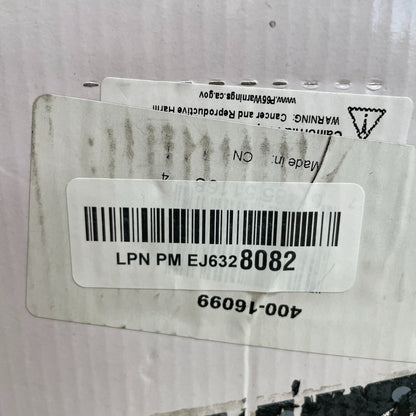 LPN PM EJ6328082
400-16099
Made in: CN
WARNING: Cancer and Reproductive Harm
www.P65Warnings.ca.gov